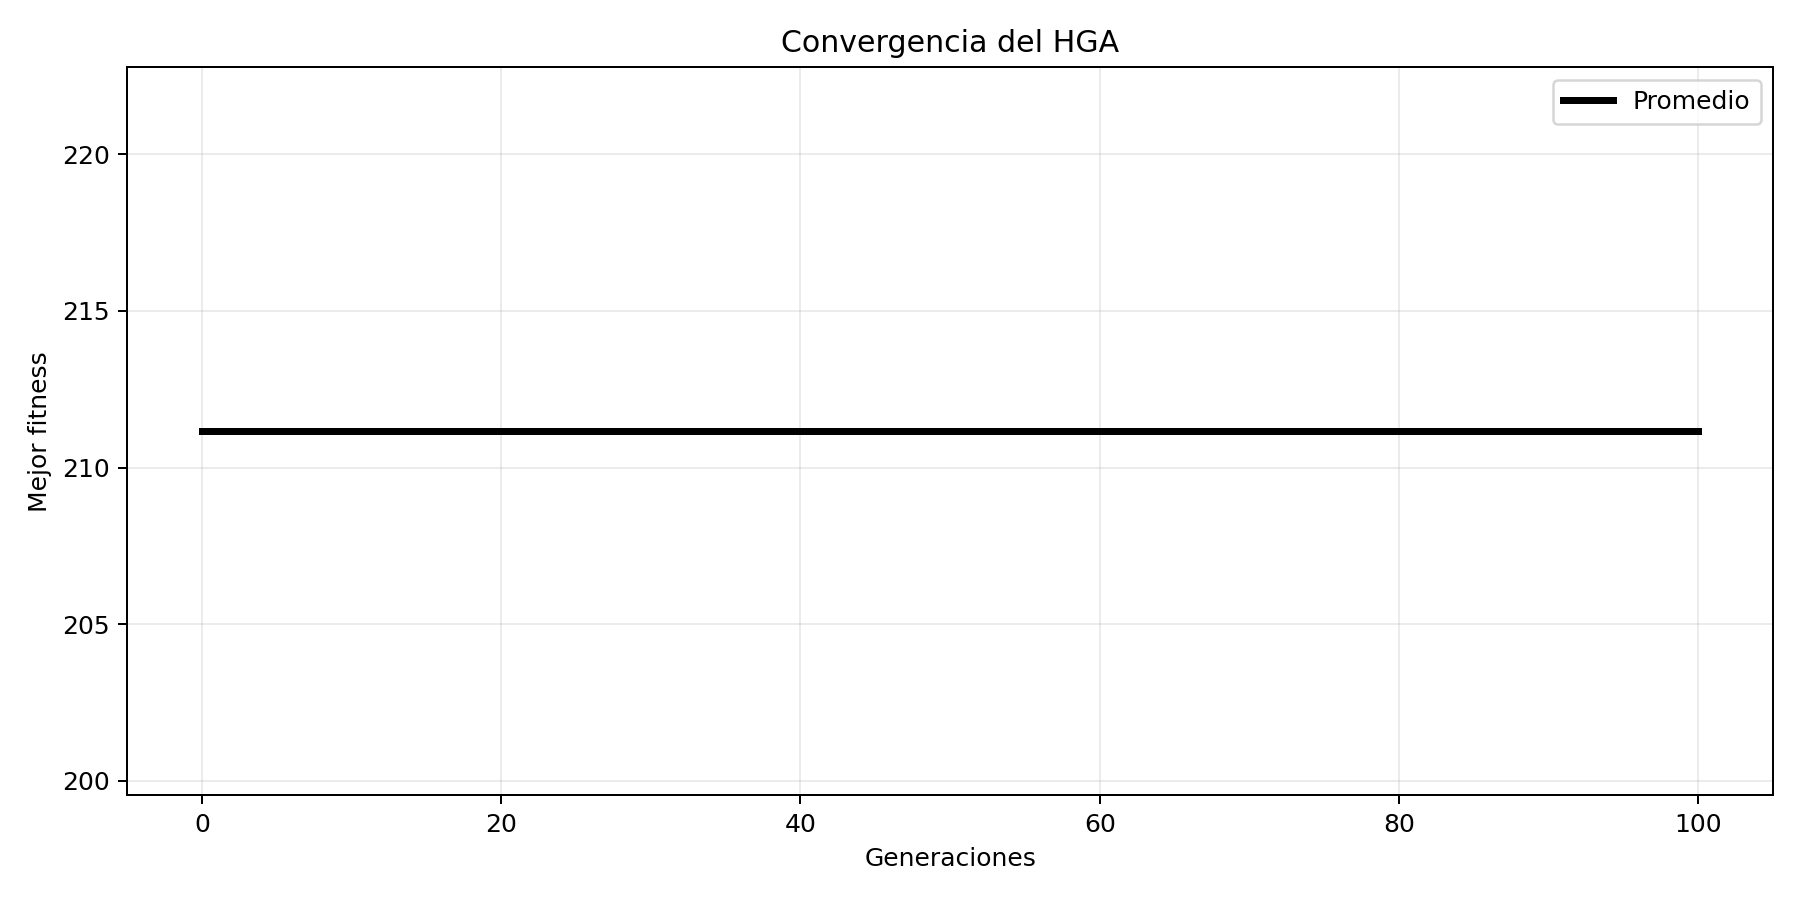 Convergencia del HGA
Promedio
220
215
210
205
200
Mejor fitness
0 20 40 60 80 100
Generaciones